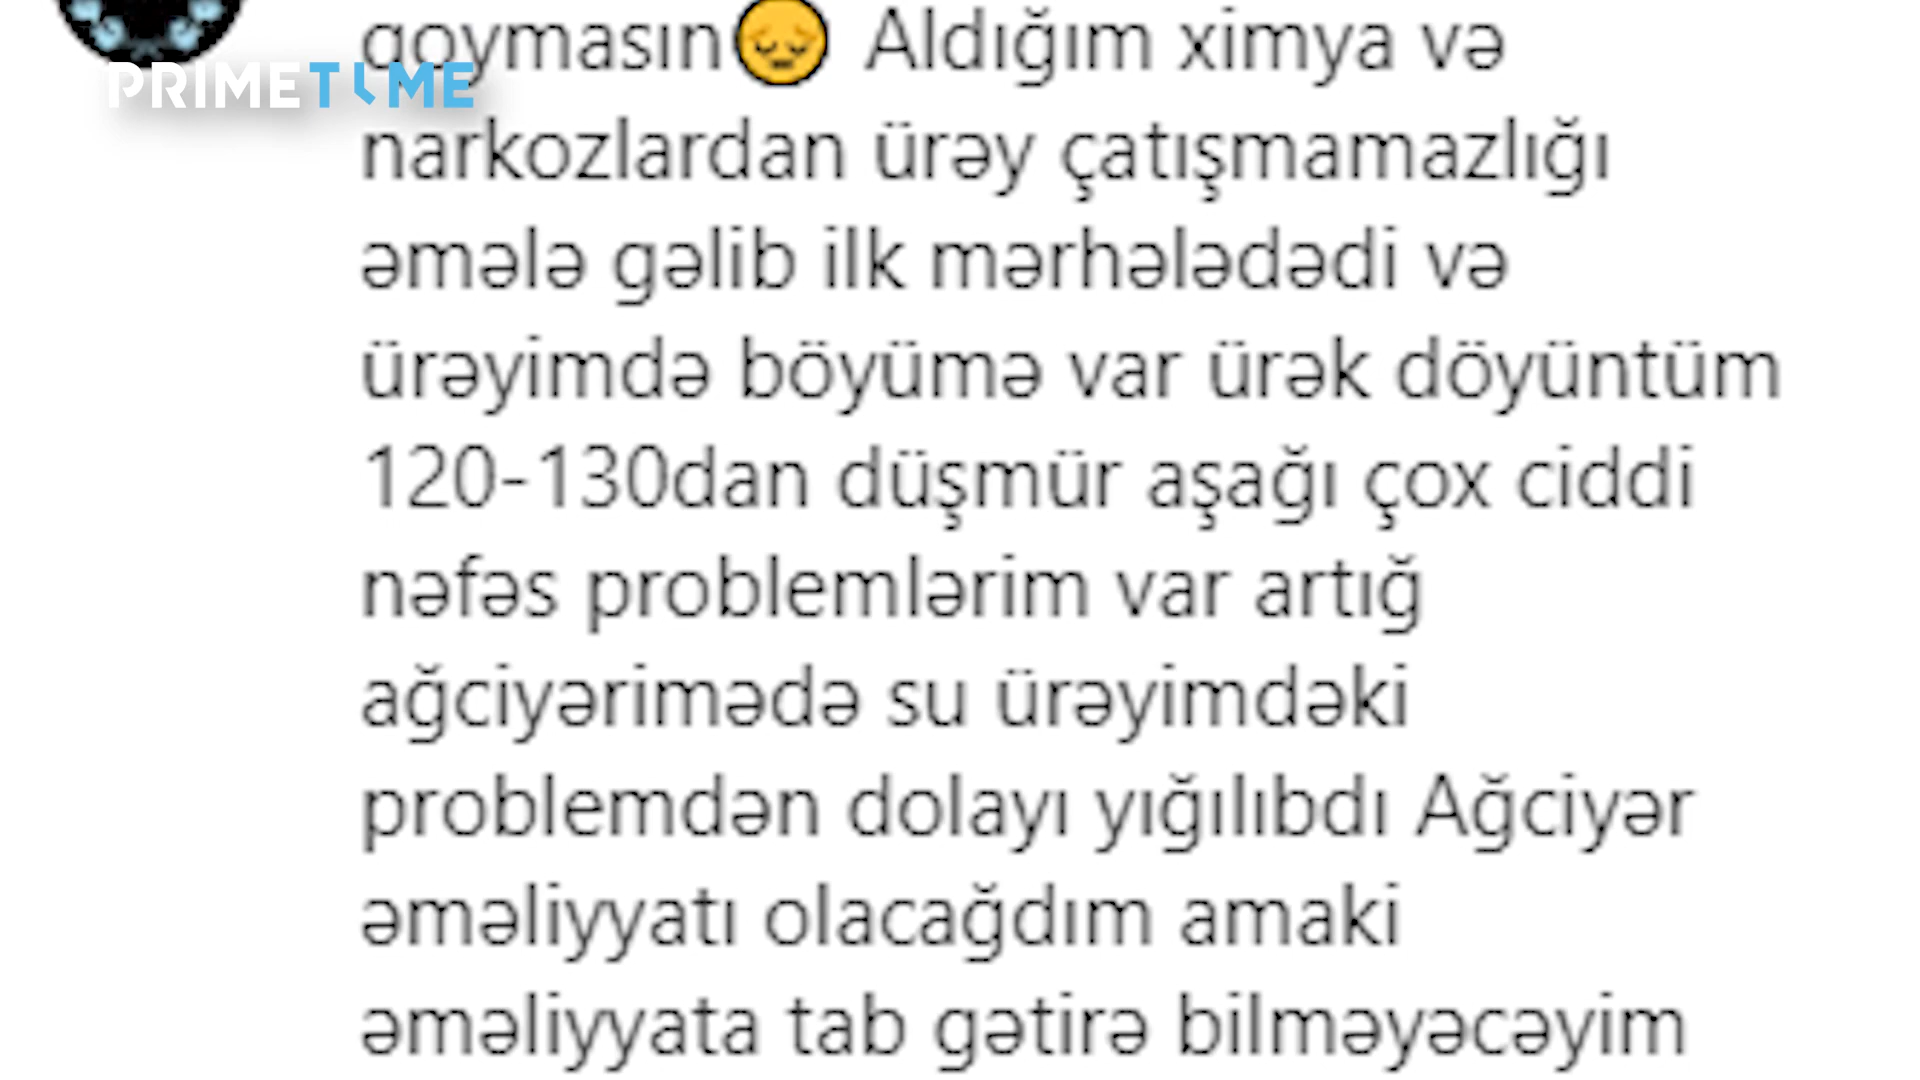 qoymasın😔 Aldığım ximya və
PRIMETIME
narkozlardan ürəy çatışmamazlığı
əmələ gəlib ilk mərhələdədi və
ürəyimdə böyümə var ürək döyüntüm
120-130dan düşmür aşağı çox ciddi
nəfəs problemlərim var artığ
ağciyərimədə su ürəyimdəki
problemdən dolayı yığılıbdı Ağciyər
əməliyyatı olacağdım amaki
əməliyyata tab gətirə bilməyəcəyim